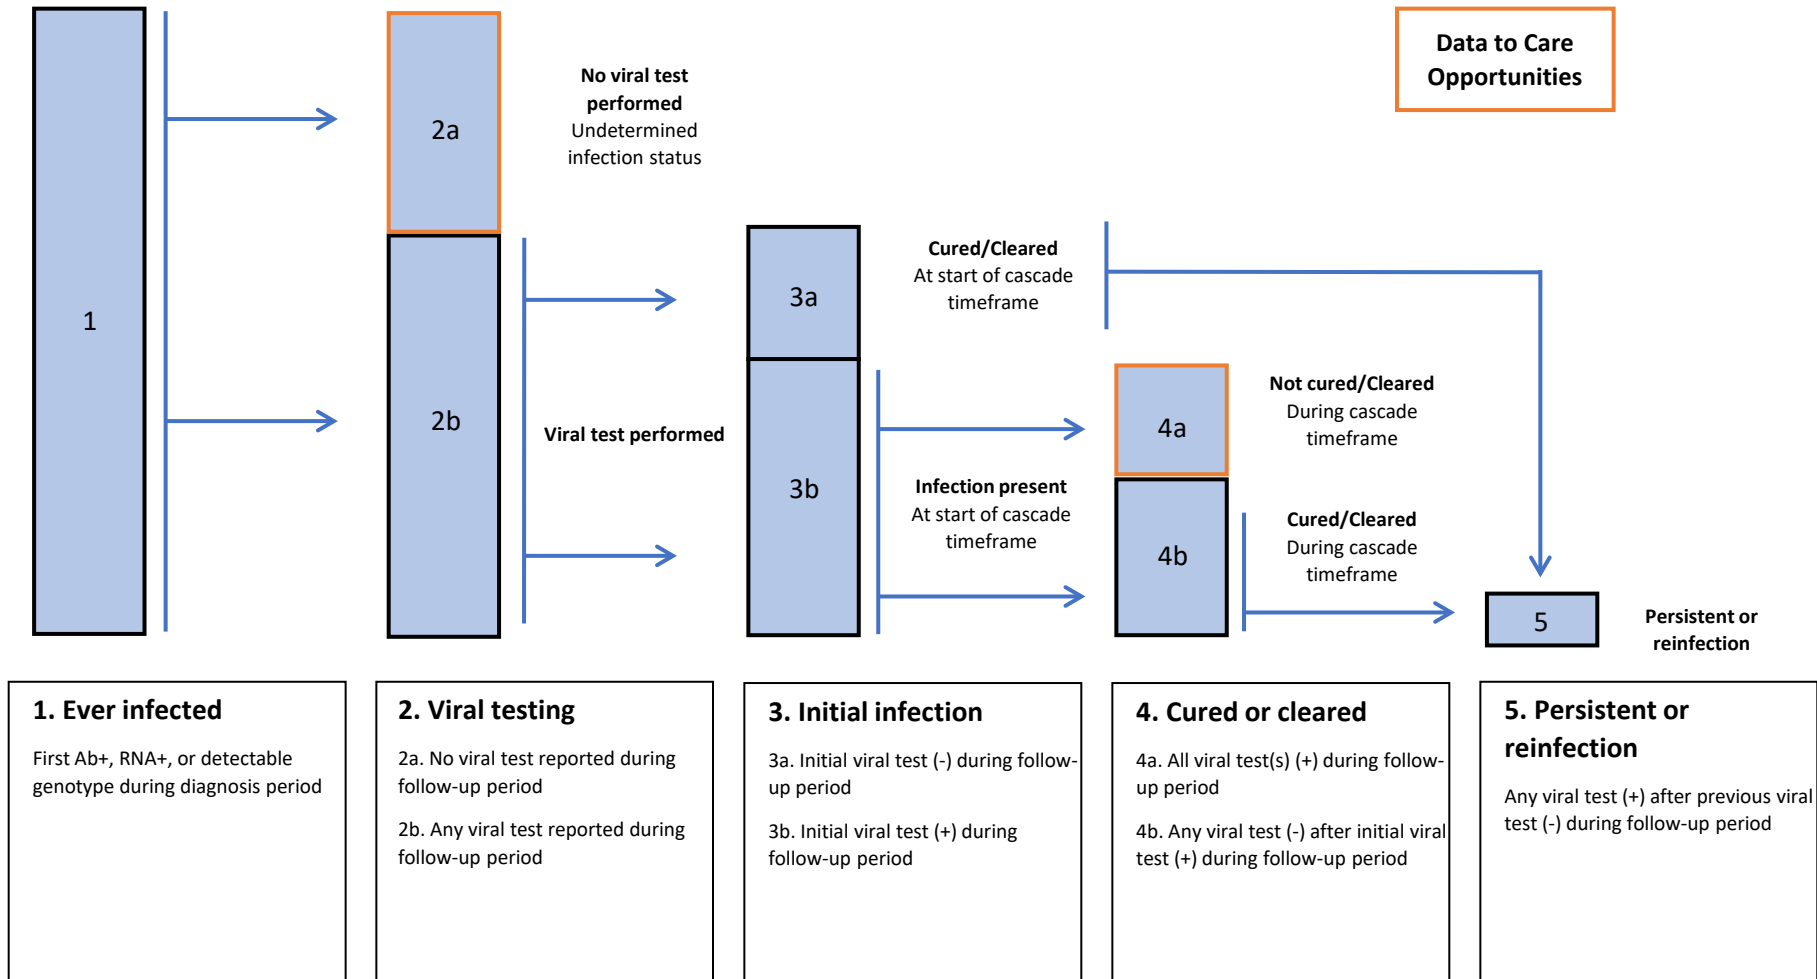 Data to Care
Opportunities
1
2a
No viral test
performed
Undetermined
infection status
2b
Viral test performed
3a
Cured/Cleared
At start of cascade
timeframe
3b
Infection present
At start of cascade
timeframe
4a
Not cured/Cleared
During cascade
timeframe
4b
Cured/Cleared
During cascade
timeframe
5
Persistent or
reinfection
1. Ever infected
First Ab+, RNA+, or detectable
genotype during diagnosis period
2. Viral testing
2a. No viral test reported during
follow-up period
2b. Any viral test reported during
follow-up period
3. Initial infection
3a. Initial viral test (-) during follow-
up period
3b. Initial viral test (+) during
follow-up period
4. Cured or cleared
4a. All viral test(s) (+) during follow-
up period
4b. Any viral test (-) after initial viral
test (+) during follow-up period
5. Persistent or
reinfection
Any viral test (+) after previous viral
test (-) during follow-up period